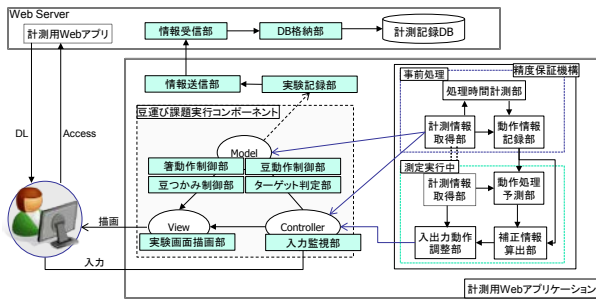 Web Server
計測用Webアプリ
情報受信部
DB格納部
計測記録DB
情報送信部
実験記録部
DL
Access
豆運び課題実行コンポーネント
Model
箸動作制御部
豆動作制御部
豆つかみ制御部
ターゲット判定部
View
Controller
実験画面描画部
入力監視部
描画
入力
事前処理
精度保証機構
処理時間計測部
計測情報
取得部
動作情報
記録部
測定実行中
計測情報
取得部
動作処理
予測部
入出力動作
調整部
補正情報
算出部
計測用Webアプリケーション